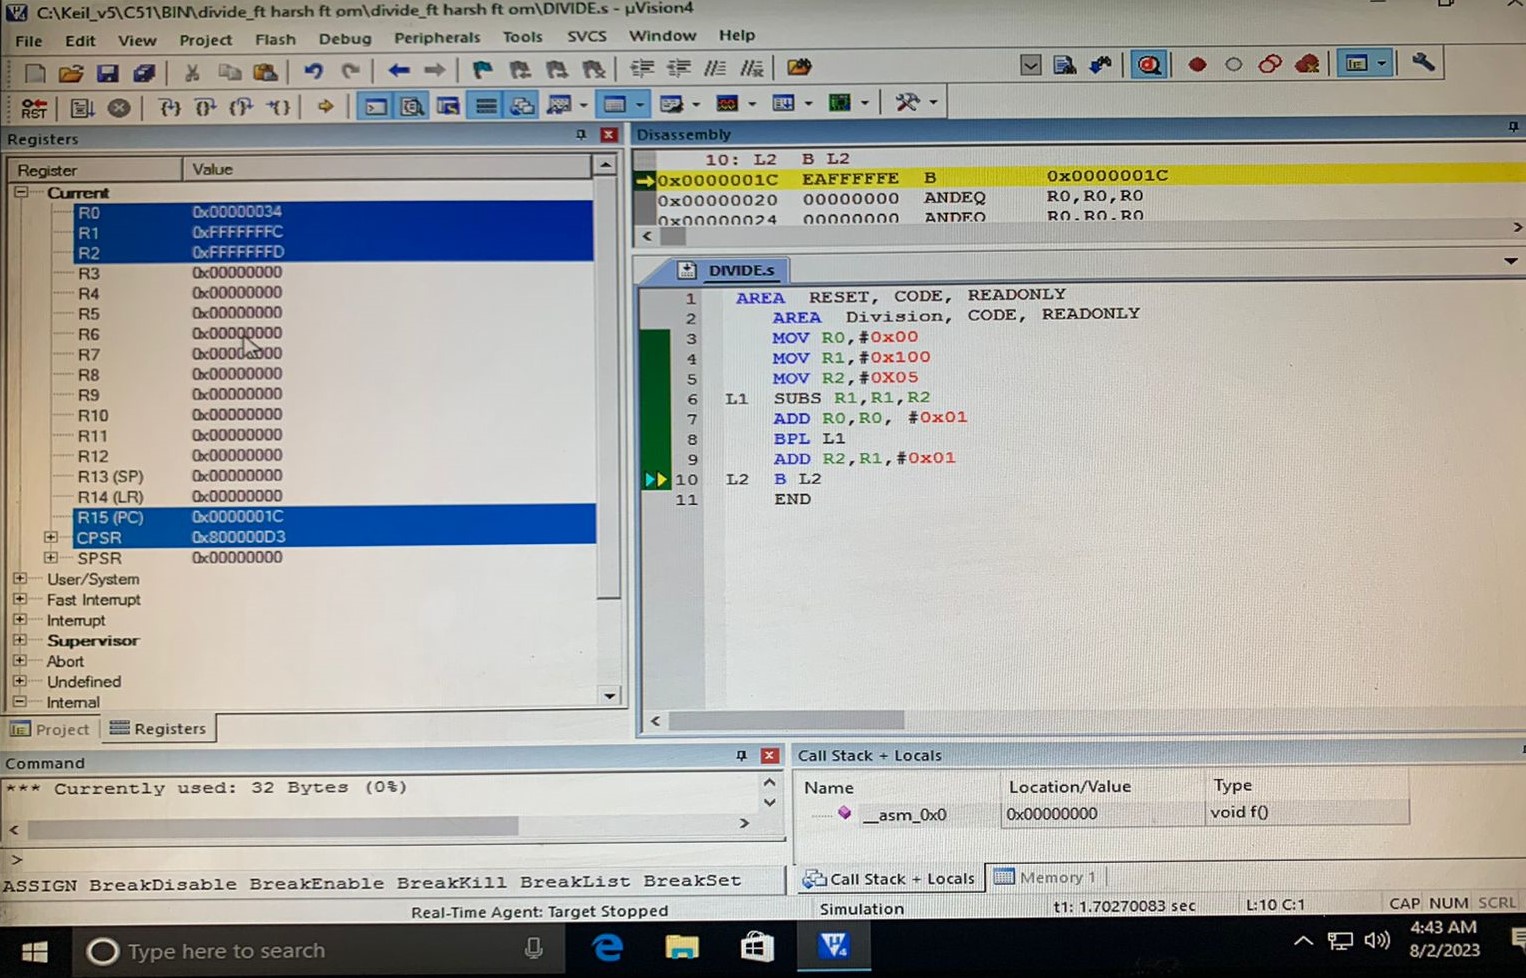 C:\Keil_v5\C51\BIN\divide_ft harsh ft om\divide_ft harsh ft om\DIVIDE.s - µVision4
File Edit View Project Flash Debug Peripherals Tools SVCS Window Help
RST
Registers
Register Value
Current
R0 0x00000034
R1 0xFFFFFFFC
R2 0xFFFFFFFD
R3 0x00000000
R4 0x00000000
R5 0x00000000
R6 0x00000000
R7 0x00000000
R8 0x00000000
R9 0x00000000
R10 0x00000000
R11 0x00000000
R12 0x00000000
R13 (SP) 0x00000000
R14 (LR) 0x00000000
R15 (PC) 0x0000001C
CPSR 0x800000D3
SPSR 0x00000000
User/System
Fast Interrupt
Interrupt
Supervisor
Abort
Undefined
Internal
Project Registers
Disassembly
10: L2 B L2
0x0000001C EAFFFFFE B 0x0000001C
0x00000020 00000000 ANDEQ R0,R0,R0
0x00000024 00000000 ANDEQ R0,R0,R0
DIVIDE.s
1 AREA RESET, CODE, READONLY
2 AREA Division, CODE, READONLY
3 MOV R0,#0x00
4 MOV R1,#0x100
5 MOV R2,#0X05
6 L1 SUBS R1,R1,R2
7 ADD R0,R0, #0x01
8 BPL L1
9 ADD R2,R1,#0x01
10 L2 B L2
11 END
Command
*** Currently used: 32 Bytes (0%)
>
ASSIGN BreakDisable BreakEnable BreakKill BreakList BreakSet
Call Stack + Locals
Name Location/Value Type
__asm_0x0 0x00000000 void f()
Call Stack + Locals Memory 1
Real-Time Agent: Target Stopped Simulation t1: 1.70270083 sec L:10 C:1 CAP NUM SCRL
Type here to search
4:43 AM
8/2/2023